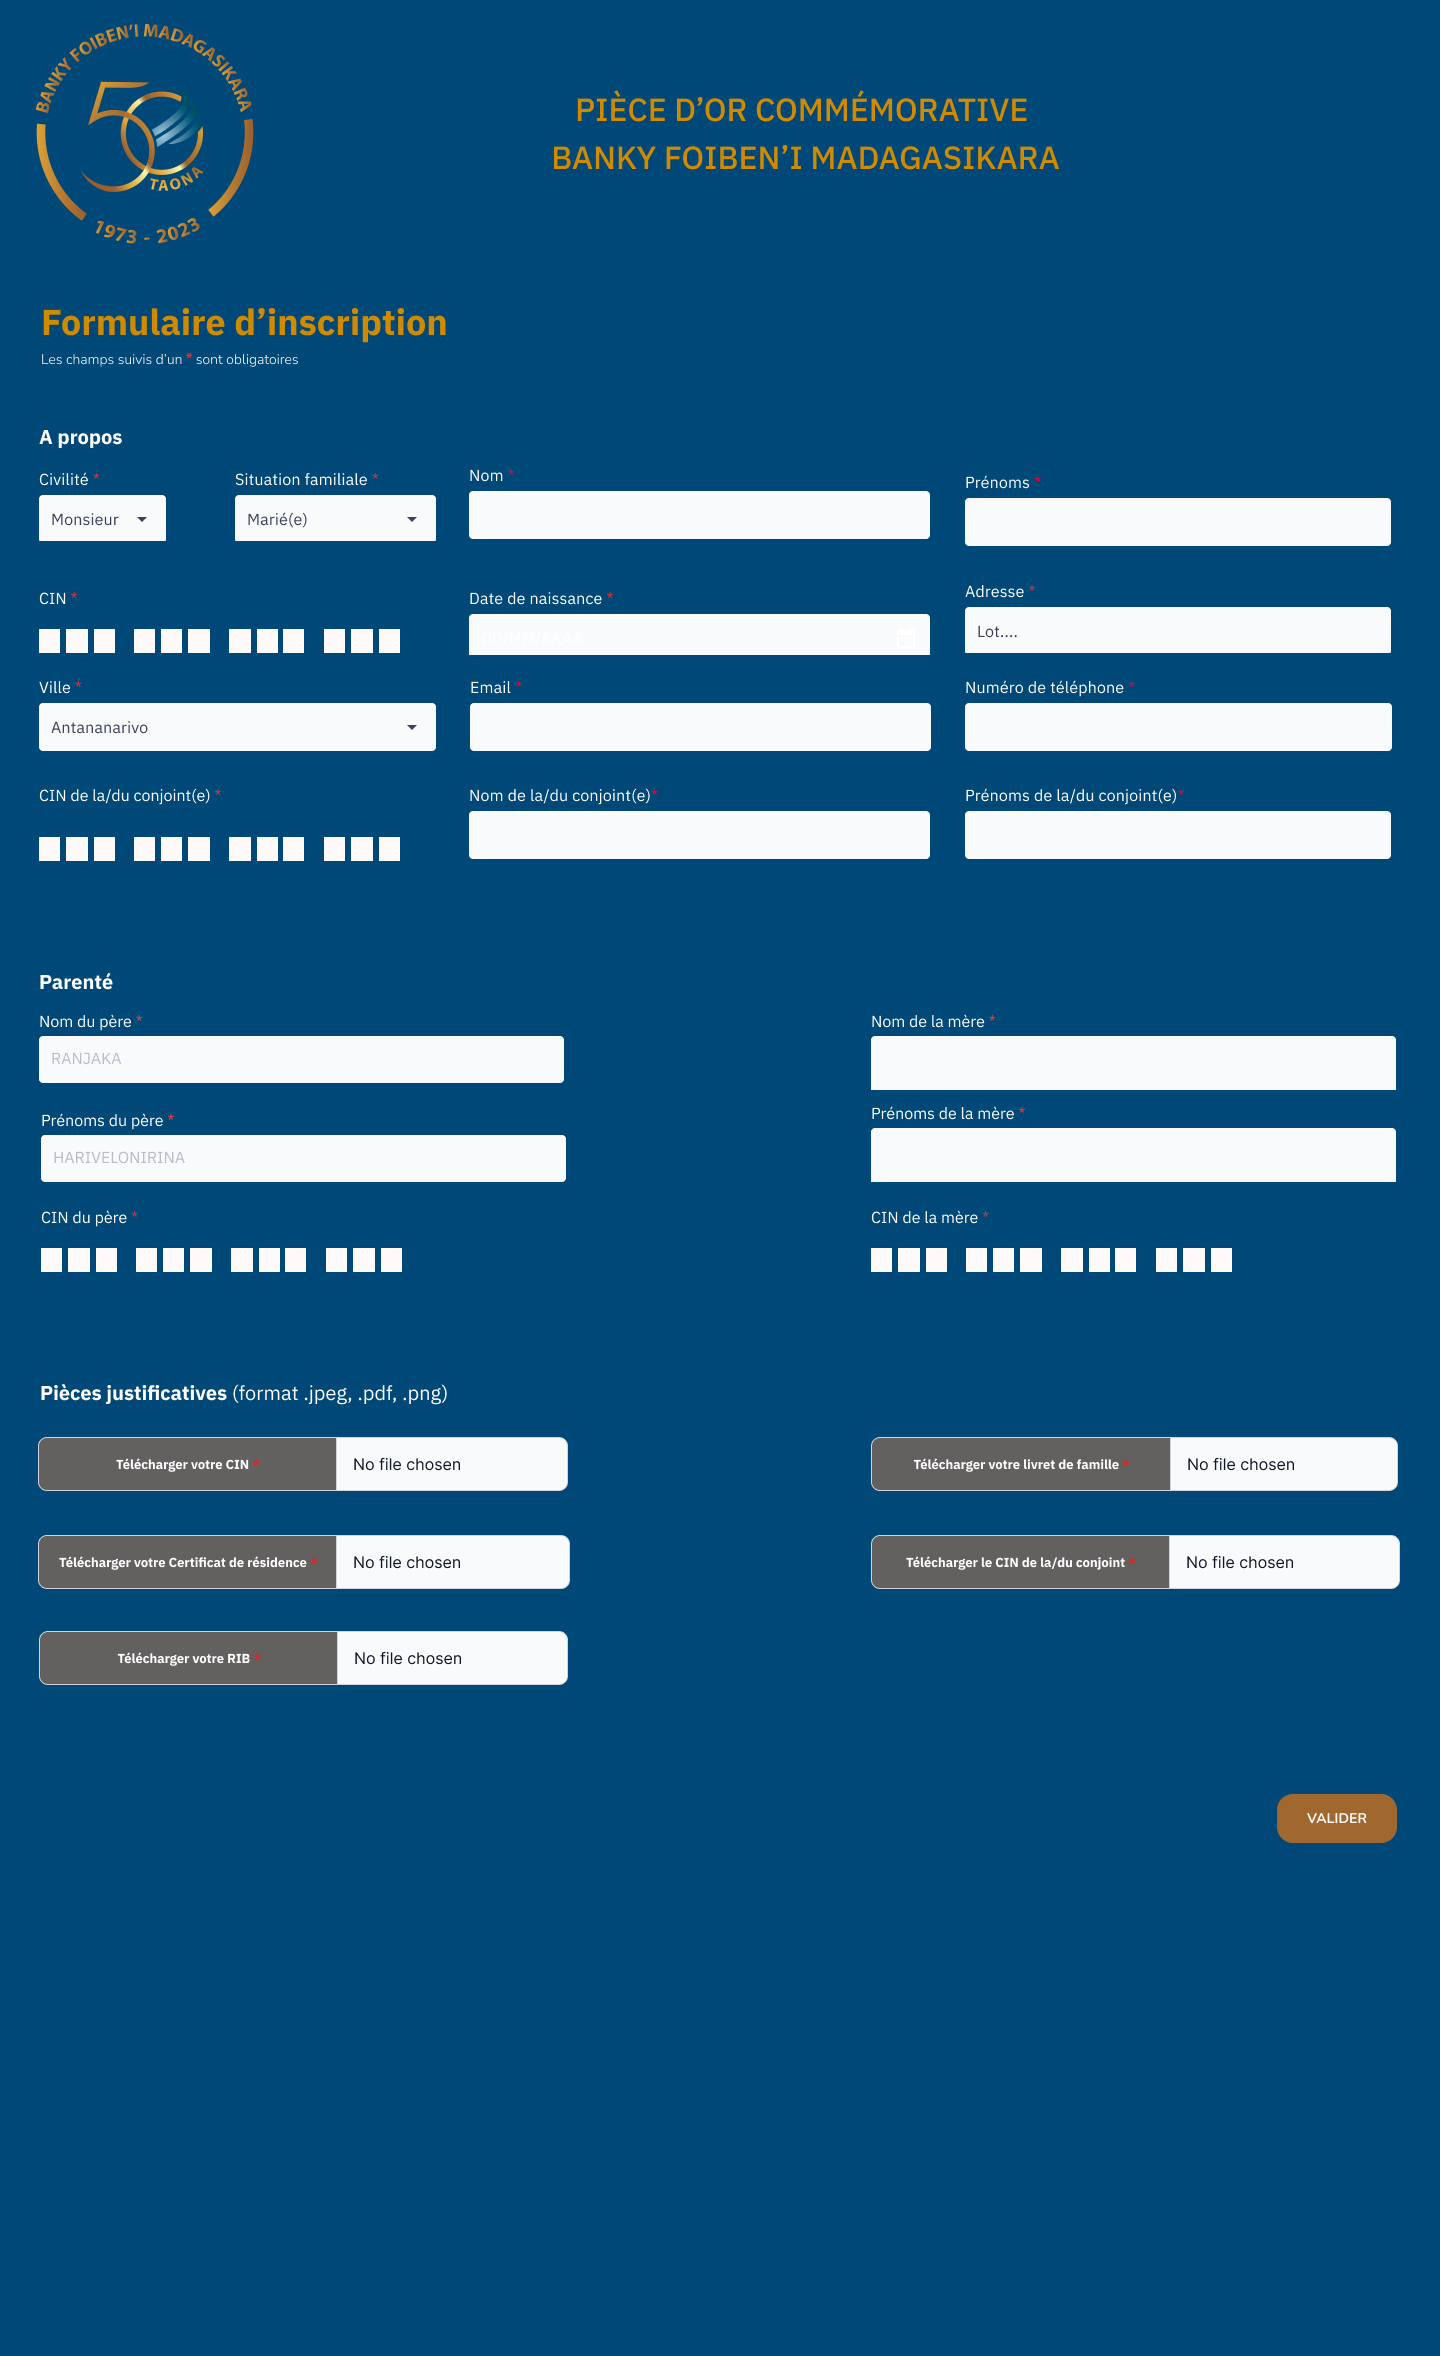 BANKY FOIBEN’I MADAGASIKARA
50
TAONA
1973 - 2023
PIÈCE D’OR COMMÉMORATIVE
BANKY FOIBEN’I MADAGASIKARA
Formulaire d’inscription
Les champs suivis d’un * sont obligatoires
A propos
Civilité *
Situation familiale *
Nom *
Prénoms *
Monsieur
Marié(e)
CIN *
Date de naissance *
Adresse *
Lot....
Ville *
Email *
Numéro de téléphone *
Antananarivo
CIN de la/du conjoint(e) *
Nom de la/du conjoint(e)*
Prénoms de la/du conjoint(e)*
Parenté
Nom du père *
Nom de la mère *
RANJAKA
Prénoms du père *
Prénoms de la mère *
HARIVELONIRINA
CIN du père *
CIN de la mère *
Pièces justificatives (format .jpeg, .pdf, .png)
Télécharger votre CIN *
No file chosen
Télécharger votre livret de famille *
No file chosen
Télécharger votre Certificat de résidence *
No file chosen
Télécharger le CIN de la/du conjoint *
No file chosen
Télécharger votre RIB *
No file chosen
VALIDER